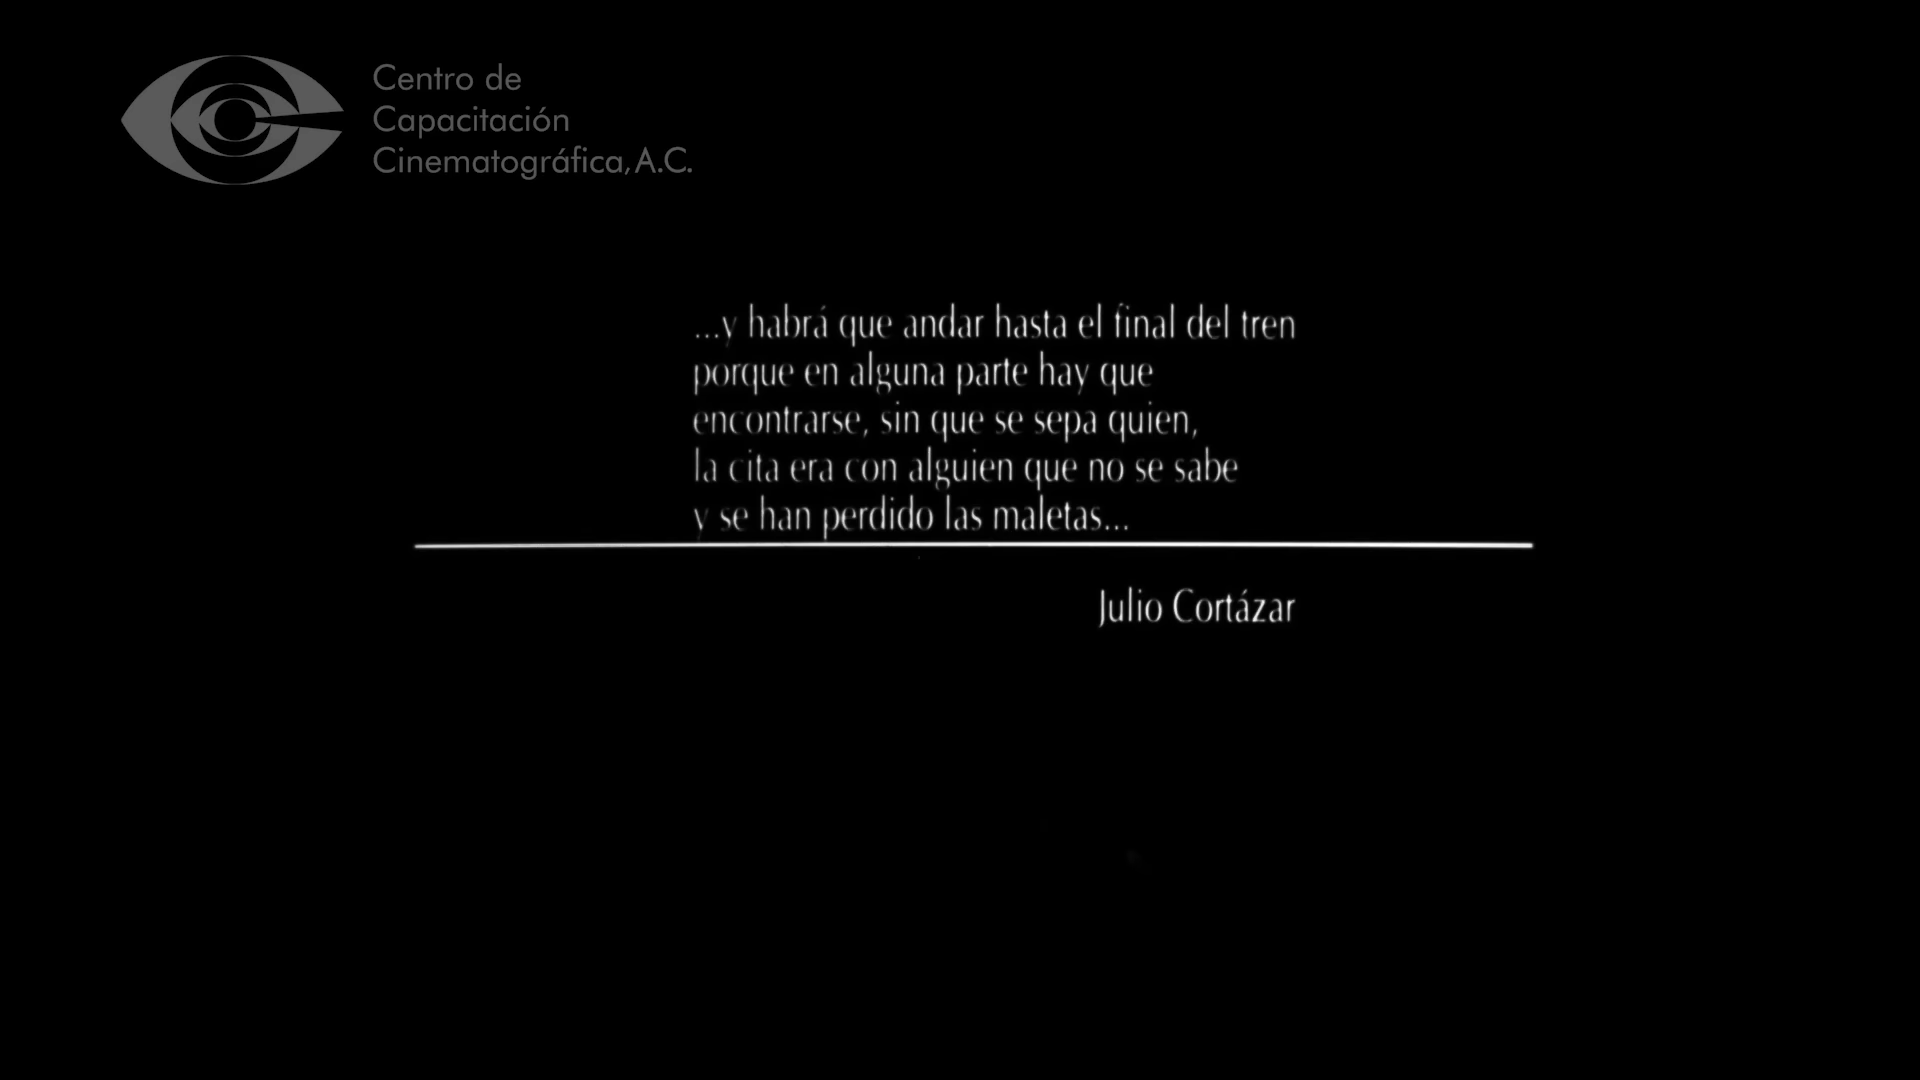 Centro de
Capacitación
Cinematográfica, A.C.
...y habrá que andar hasta el final del tren
porque en alguna parte hay que
encontrarse, sin que se sepa quien,
la cita era con alguien que no se sabe
y se han perdido las maletas...
Julio Cortázar